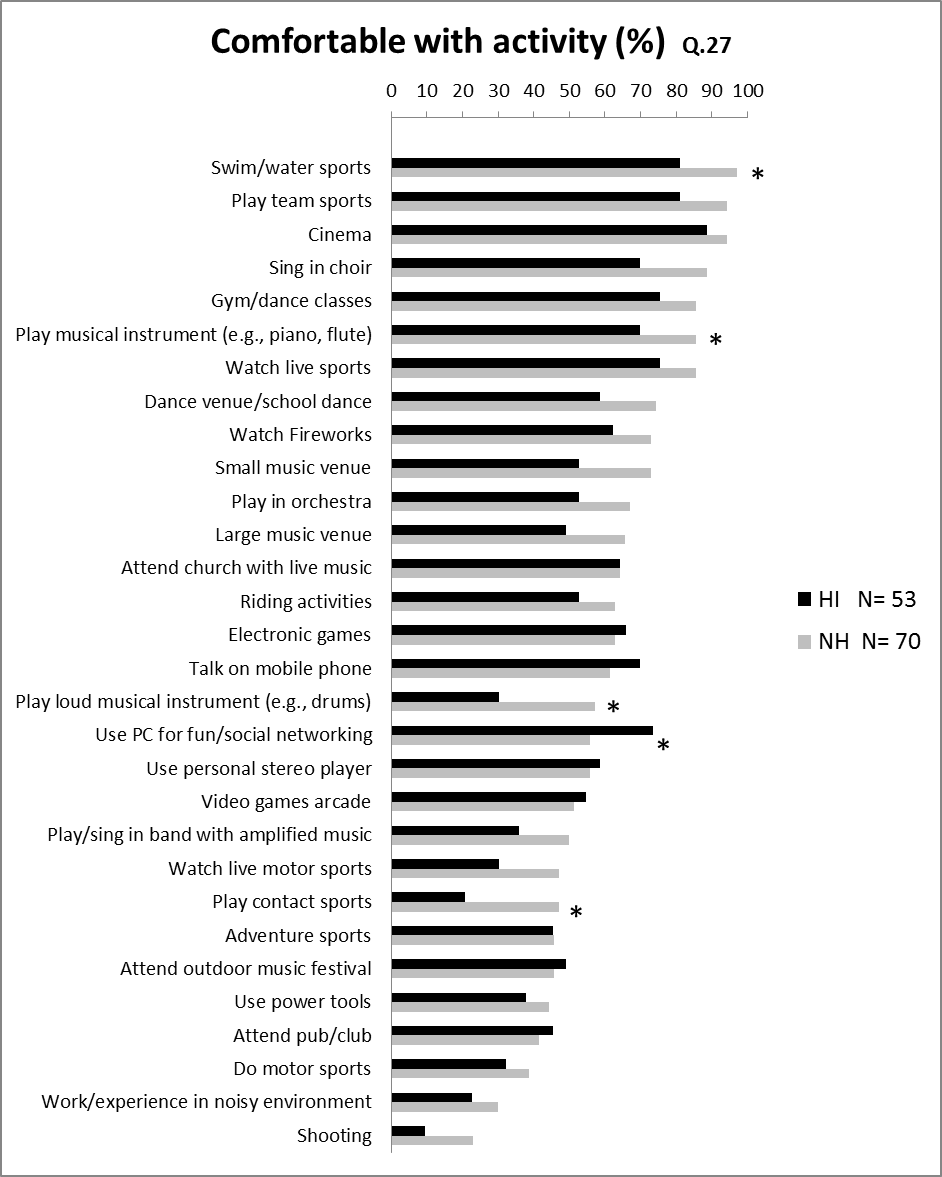 Comfortable with activity (%) Q.27
0 10 20 30 40 50 60 70 80 90 100
Swim/water sports *
Play team sports
Cinema
Sing in choir
Gym/dance classes
Play musical instrument (e.g., piano, flute) *
Watch live sports
Dance venue/school dance
Watch Fireworks
Small music venue
Play in orchestra
Large music venue
Attend church with live music
Riding activities
HI N= 53
Electronic games
NH N= 70
Talk on mobile phone
Play loud musical instrument (e.g., drums) *
Use PC for fun/social networking *
Use personal stereo player
Video games arcade
Play/sing in band with amplified music
Watch live motor sports
Play contact sports *
Adventure sports
Attend outdoor music festival
Use power tools
Attend pub/club
Do motor sports
Work/experience in noisy environment
Shooting